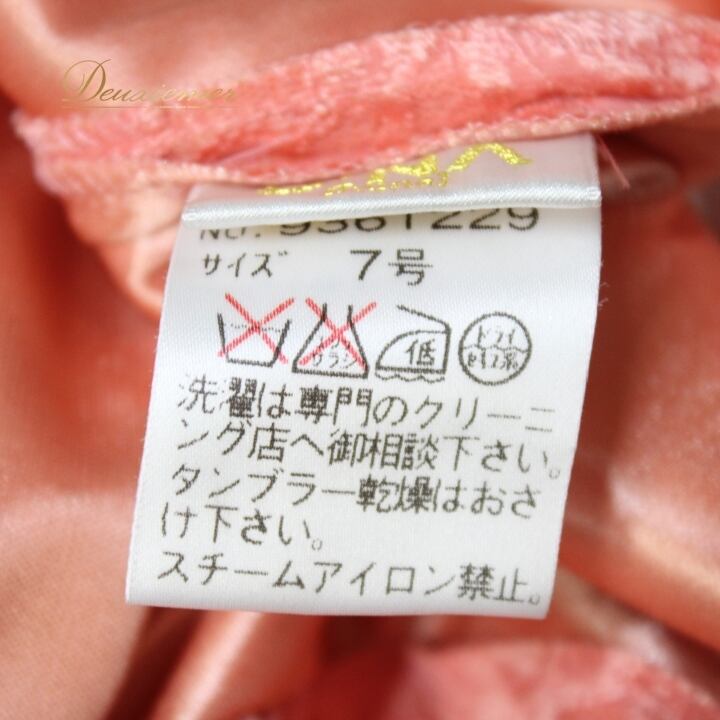 No. 9361229
サイズ 7号
サラシ 低 ドライ
洗濯は専門のクリーニ
ング店へ御相談下さい。
タンブラー乾燥はおさ
け下さい。
スチームアイロン禁止。